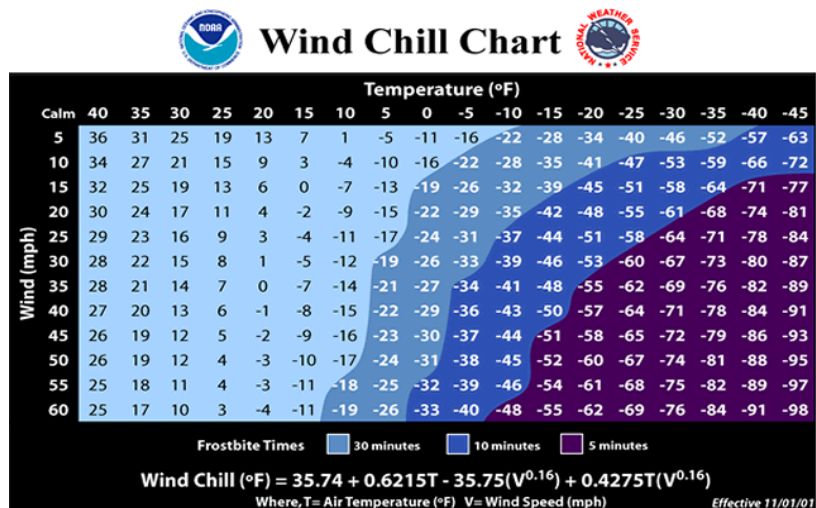 NOAA
Wind Chill Chart
NATIONAL WEATHER SERVICE
Temperature (ºF)
Calm 40 35 30 25 20 15 10 5 0 -5 -10 -15 -20 -25 -30 -35 -40 -45
5 36 31 25 19 13 7 1 -5 -11 -16 -22 -28 -34 -40 -46 -52 -57 -63
10 34 27 21 15 9 3 -4 -10 -16 -22 -28 -35 -41 -47 -53 -59 -66 -72
15 32 25 19 13 6 0 -7 -13 -19 -26 -32 -39 -45 -51 -58 -64 -71 -77
20 30 24 17 11 4 -2 -9 -15 -22 -29 -35 -42 -48 -55 -61 -68 -74 -81
25 29 23 16 9 3 -4 -11 -17 -24 -31 -37 -44 -51 -58 -64 -71 -78 -84
30 28 22 15 8 1 -5 -12 -19 -26 -33 -39 -46 -53 -60 -67 -73 -80 -87
35 28 21 14 7 0 -7 -14 -21 -27 -34 -41 -48 -55 -62 -69 -76 -82 -89
40 27 20 13 6 -1 -8 -15 -22 -29 -36 -43 -50 -57 -64 -71 -78 -84 -91
45 26 19 12 5 -2 -9 -16 -23 -30 -37 -44 -51 -58 -65 -72 -79 -86 -93
50 26 19 12 4 -3 -10 -17 -24 -31 -38 -45 -52 -60 -67 -74 -81 -88 -95
55 25 18 11 4 -3 -11 -18 -25 -32 -39 -46 -54 -61 -68 -75 -82 -89 -97
60 25 17 10 3 -4 -11 -19 -26 -33 -40 -48 -55 -62 -69 -76 -84 -91 -98
Wind (mph)
Frostbite Times 30 minutes 10 minutes 5 minutes
Wind Chill (ºF) = 35.74 + 0.6215T - 35.75(V0.16) + 0.4275T(V0.16)
Where, T= Air Temperature (ºF) V= Wind Speed (mph)
Effective 11/01/01